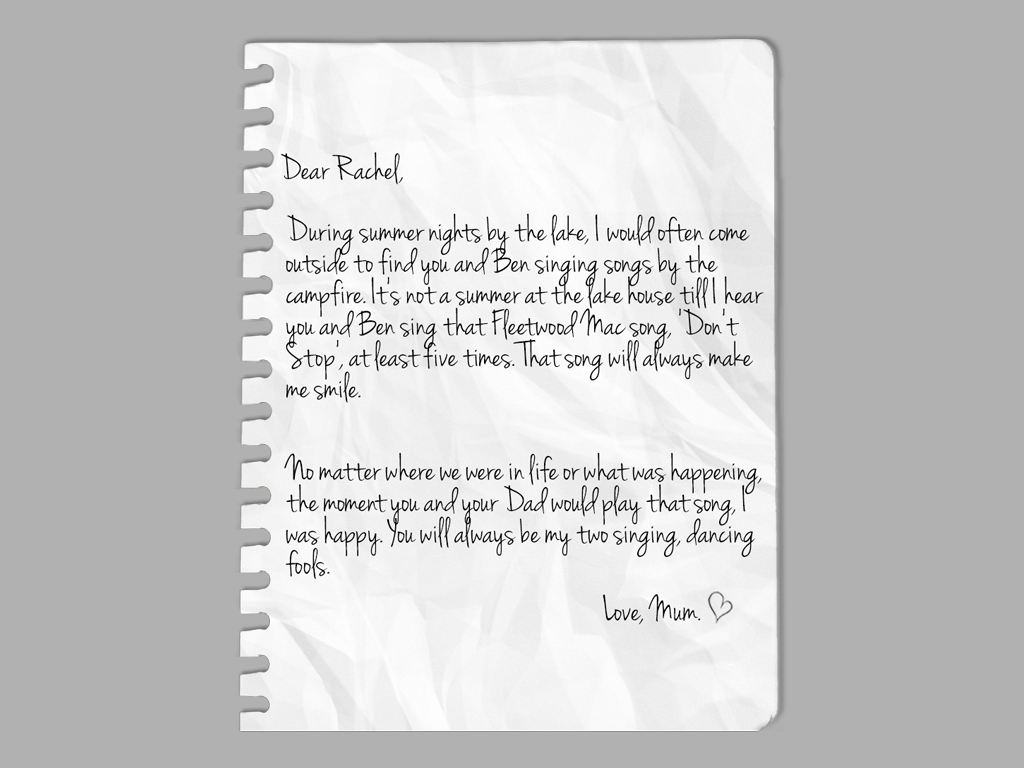 Dear Rachel,
During summer nights by the lake, I would often come
outside to find you and Ben singing songs by the
campfire. It's not a summer at the lake house 'till I hear
you and Ben sing that Fleetwood Mac song, 'Don't
Stop', at least five times. That song will always make
me smile.
No matter where we were in life or what was happening,
the moment you and your Dad would play that song, I
was happy. You will always be my two singing, dancing
fools.
Love, Mum.